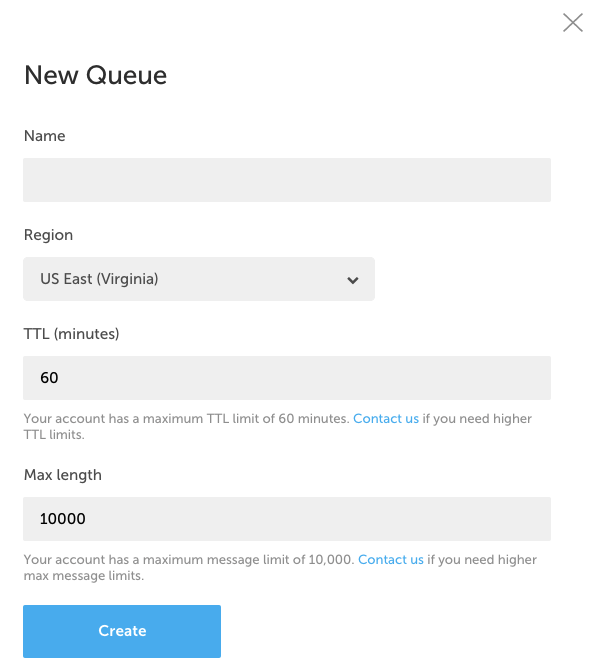 New Queue
Name
Region
US East (Virginia)
TTL (minutes)
60
Your account has a maximum TTL limit of 60 minutes. Contact us if you need higher
TTL limits.
Max length
10000
Your account has a maximum message limit of 10,000. Contact us if you need higher
max message limits.
Create